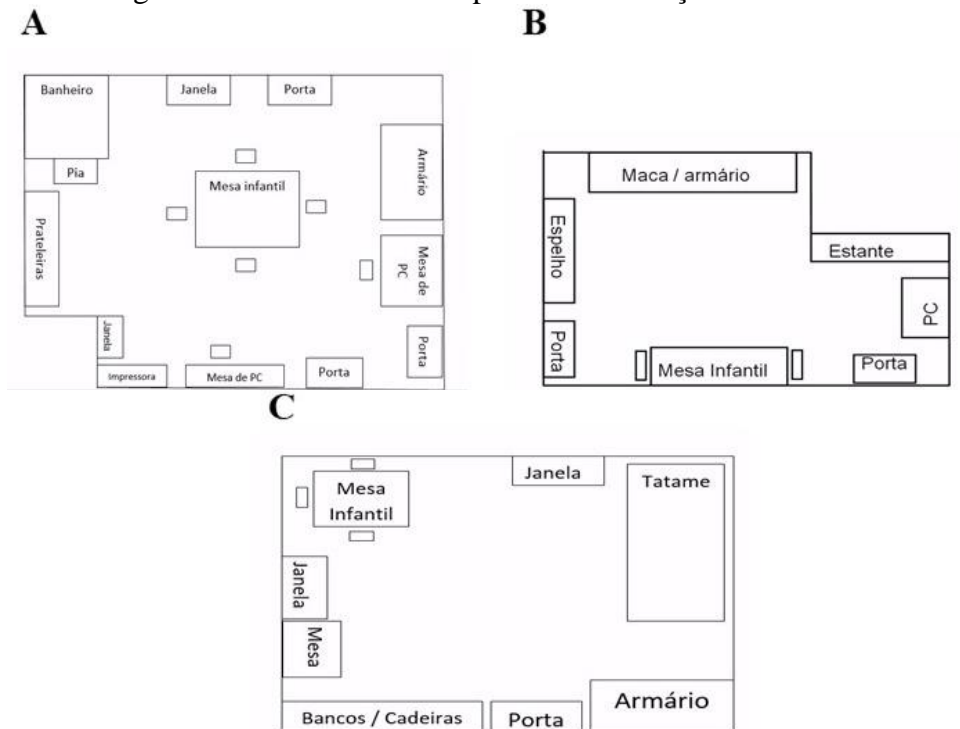 A
B
Banheiro
Janela
Porta
Pia
Mesa infantil
Armário
Prateleiras
Mesa de
PC
Janela
Impressora
Mesa de PC
Porta
Porta
Maca / armário
Espelho
Estante
PC
Porta
Mesa Infantil
Porta
C
Mesa
Infantil
Janela
Tatame
Janela
Mesa
Armário
Bancos / Cadeiras
Porta